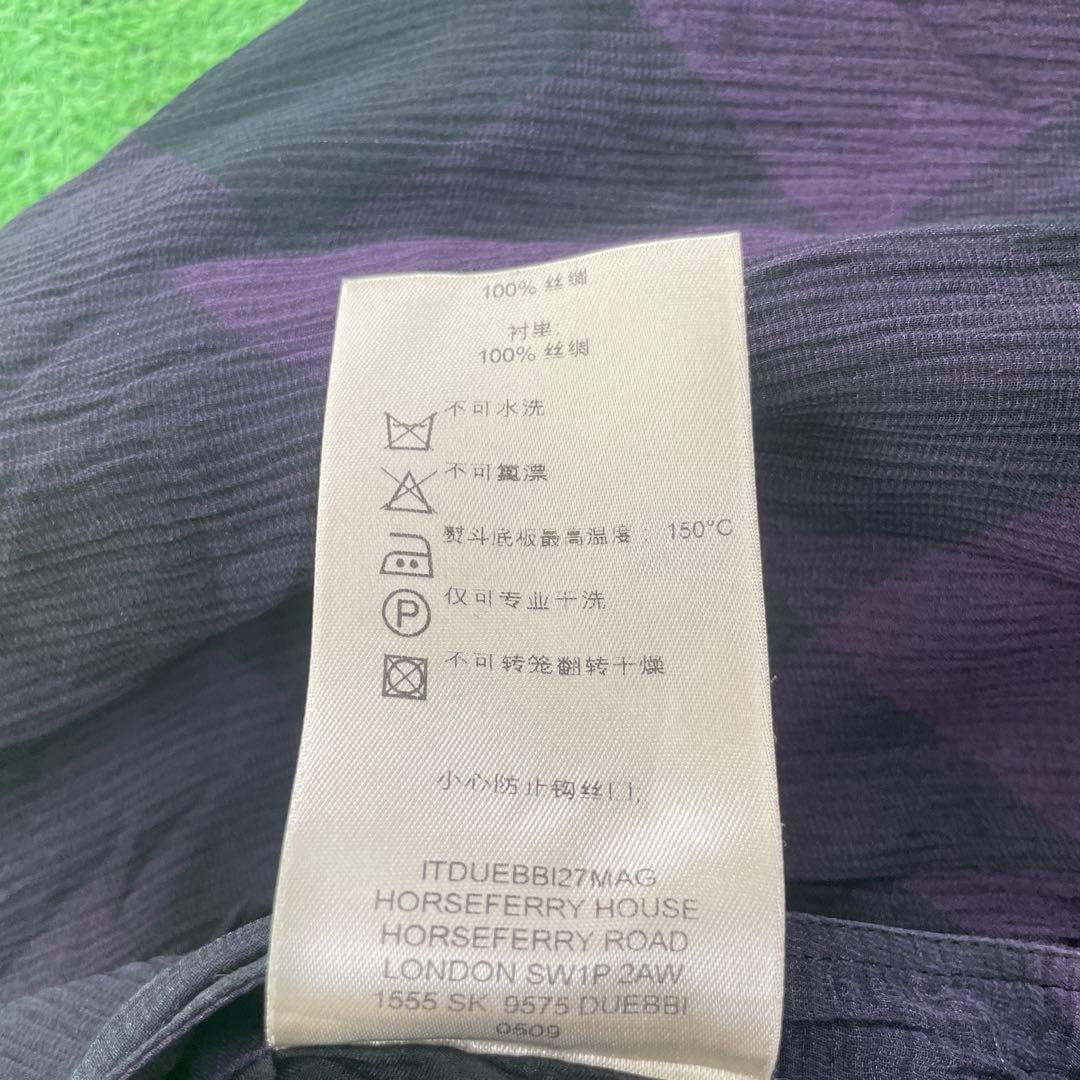 100% 丝绸
衬里:
100% 丝绸
不可水洗
不可氯漂
熨斗底板最高温度: 150°C
P
仅可专业干洗
不可转笼翻转干燥
小心防止钩丝
ITDUEBBI27MAG
HORSEFERRY HOUSE
HORSEFERRY ROAD
LONDON SW1P 2AW
1555 SK 9575 DUEBBI
0609